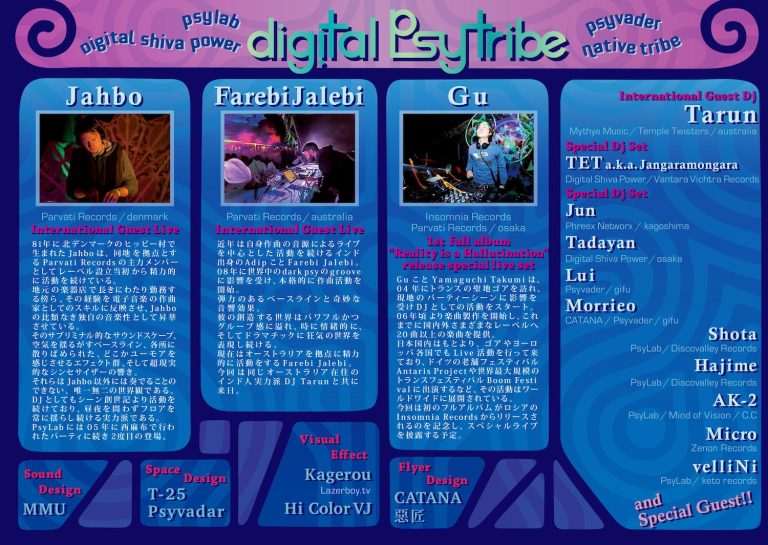 psylab
digital shiva power
digital Psytribe
psyvader
native tribe
Jahbo
Parvati Records / denmark
International Guest Live
81年に北デンマークのヒッピー村で
生まれたJahboは、同地を拠点とす
るParvati Recordsの主力メンバー
としてレーベル設立当初から精力的
に活動を続けている。
地元の楽器店で長きにわたり勤務す
る傍ら、その経験を電子音楽の作曲
家としてのスキルに反映させ、Jahbo
の比類なき独自の音楽性として昇華
させている。
そのサブリミナル的なサウンドスケープ、
空気を揺るがすベースライン、各所に
散りばめられた、どこかユーモアを
感じさせるエフェクト群、そして超現実
的なシンセサイザーの響き。
それらはJahbo以外には奏でることの
できない、唯一無二の世界観である。
DJとしてもシーン創世記より活動を
続けており、昼夜を問わずフロアを
常に揺らし続ける実力派である。
PsyLabには05年に西麻布で行わ
れたパーティに続き2度目の登場。
FarebiJalebi
Parvati Records / australia
International Guest Live
近年は自身作曲の音源によるライブ
を中心とした活動を続けるインド
出身のAdipことFarebi Jalebi。
08年に世界中のdark psyのgroove
に影響を受け、本格的に作曲活動を
開始。
弾力のあるベースラインと奇妙な
音響効果。
彼の創造する世界はパワフルかつ
グルーブ感に溢れ、時に情緒的に、
そしてドラマチックに狂気の世界を
表現し続ける。
現在はオーストラリアを拠点に精力
的に活動をするFarebi Jalebi。
今回は同じオーストラリア在住の
インド人実力派DJ Tarunと共に
来日。
Gu
Insomnia Records
Parvati Records / osaka
1st full album
"Reality is a Hallucination"
release special live set
GuことYamaguchi Takumiは、
04年にトランスの聖地ゴアを訪れ、
現地のパーティーシーンに影響を
受けDJとしての活動をスタート。
06年頃より楽曲製作を開始し、これ
までに国内外さまざまなレーベルへ
20曲以上の楽曲を提供。
日本国内はもとより、ゴアやヨーロ
ッパ各国でもLive活動を行って来
ており、ドイツの老舗フェスティバル
Antaris Projectや世界最大規模の
トランスフェスティバルBoom Festi
valに出演するなど、その活動はワー
ルドワイドに展開されている。
今回は初のフルアルバムがロシアの
Insomnia Recordsからリリースさ
れるのを記念し、スペシャルライブ
を披露する予定。
International Guest Dj
Tarun
Mythya Music / Temple Twisters / australia
Special Dj Set
TET a.k.a. Jangaramongara
Digital Shiva Power / Vantara Vichtra Records
Special Dj Set
Jun
Phreex Networx / kagoshima
Tadayan
Digital Shiva Power / osaka
Lui
Psyvader / gifu
Morrieo
CATANA / Psyvader / gifu
Shota
PsyLab / Discovalley Records
Hajime
PsyLab / Discovalley Records
AK-2
PsyLab / Mind of Vision / C.C
Micro
Zenon Records
velliNi
PsyLab / keto records
and
Special Guest!!
Sound
Design
MMU
Space
Design
T-25
Psyvadar
Visual
Effect
Kagerou
Lazerboy.tv
Hi Color VJ
Flyer
Design
CATANA
惡匠